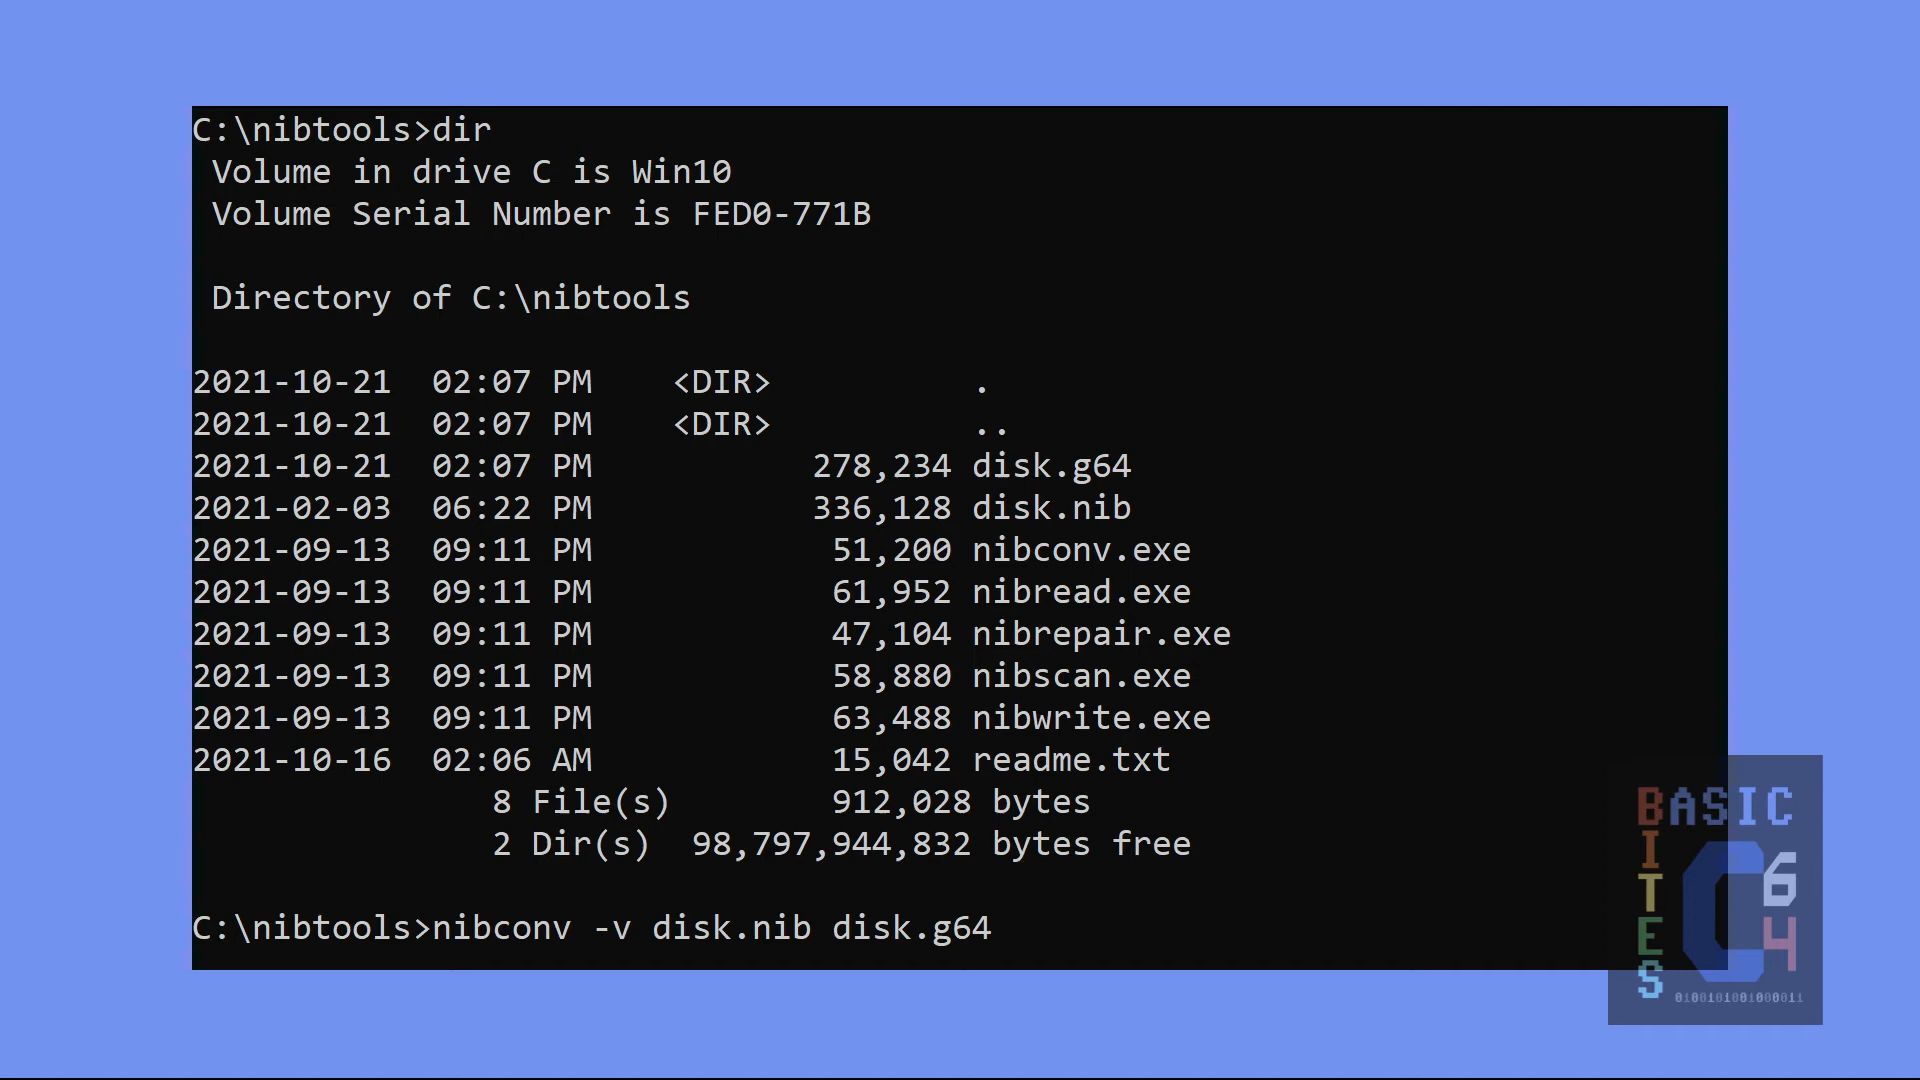 C:\nibtools>dir
Volume in drive C is Win10
Volume Serial Number is FED0-771B
Directory of C:\nibtools
2021-10-21  02:07 PM    <DIR>          .
2021-10-21  02:07 PM    <DIR>          ..
2021-10-21  02:07 PM           278,234 disk.g64
2021-02-03  06:22 PM           336,128 disk.nib
2021-09-13  09:11 PM            51,200 nibconv.exe
2021-09-13  09:11 PM            61,952 nibread.exe
2021-09-13  09:11 PM            47,104 nibrepair.exe
2021-09-13  09:11 PM            58,880 nibscan.exe
2021-09-13  09:11 PM            63,488 nibwrite.exe
2021-10-16  02:06 AM            15,042 readme.txt
8 File(s)        912,028 bytes
2 Dir(s)  98,797,944,832 bytes free
C:\nibtools>nibconv -v disk.nib disk.g64
BASIC
BITES
C64
0100101001000011